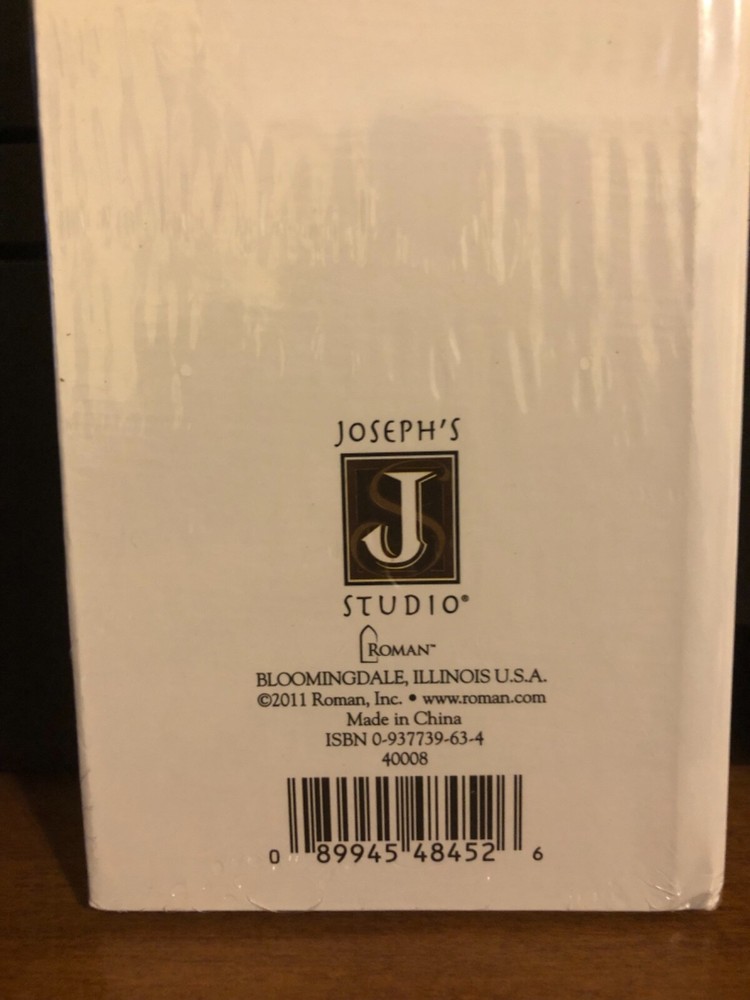 JOSEPH'S
J
STUDIO®
ROMAN™
BLOOMINGDALE, ILLINOIS U.S.A.
©2011 Roman, Inc. • www.roman.com
Made in China
ISBN 0-937739-63-4
40008
0 89945 48452 6